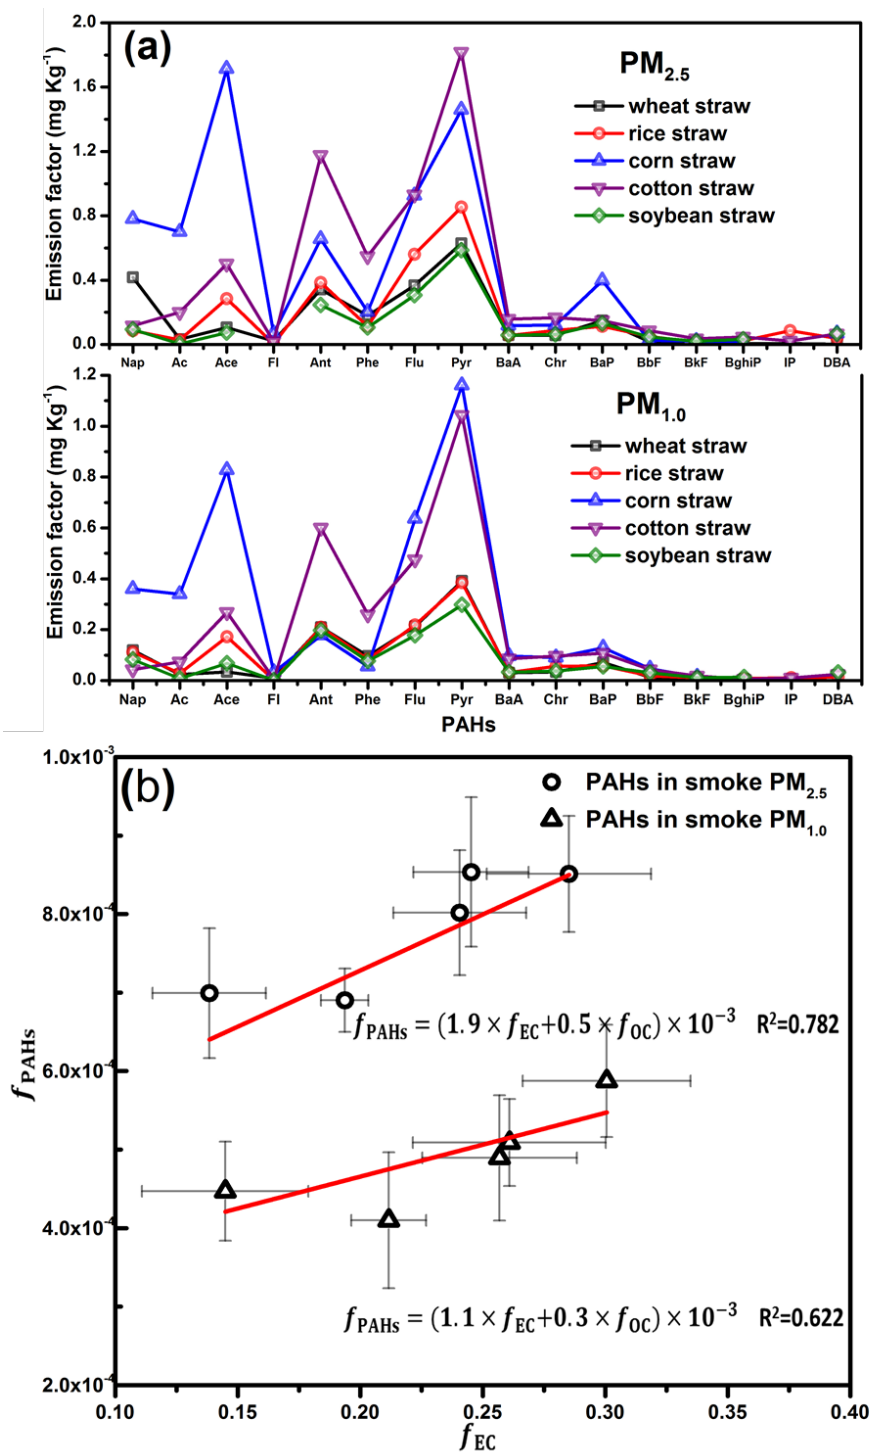 (a)
PM2.5
wheat straw
rice straw
corn straw
cotton straw
soybean straw
Emission factor (mg Kg-1)
2.0
1.6
1.2
0.8
0.4
0.0
Nap Ac Ace Fl Ant Phe Flu Pyr BaA Chr BaP BbF BkF BghiP IP DBA
PM1.0
wheat straw
rice straw
corn straw
cotton straw
soybean straw
Emission factor (mg Kg-1)
1.2
1.0
0.8
0.6
0.4
0.2
0.0
Nap Ac Ace Fl Ant Phe Flu Pyr BaA Chr BaP BbF BkF BghiP IP DBA
PAHs
(b)
PAHs in smoke PM2.5
PAHs in smoke PM1.0
1.0x10-3
8.0x10-4
6.0x10-4
4.0x10-4
2.0x10-4
fPAHs
fPAHs = (1.9 × fEC+0.5 × fOC) × 10−3 R2=0.782
fPAHs = (1.1 × fEC+0.3 × fOC) × 10−3 R2=0.622
0.10 0.15 0.20 0.25 0.30 0.35 0.40
fEC